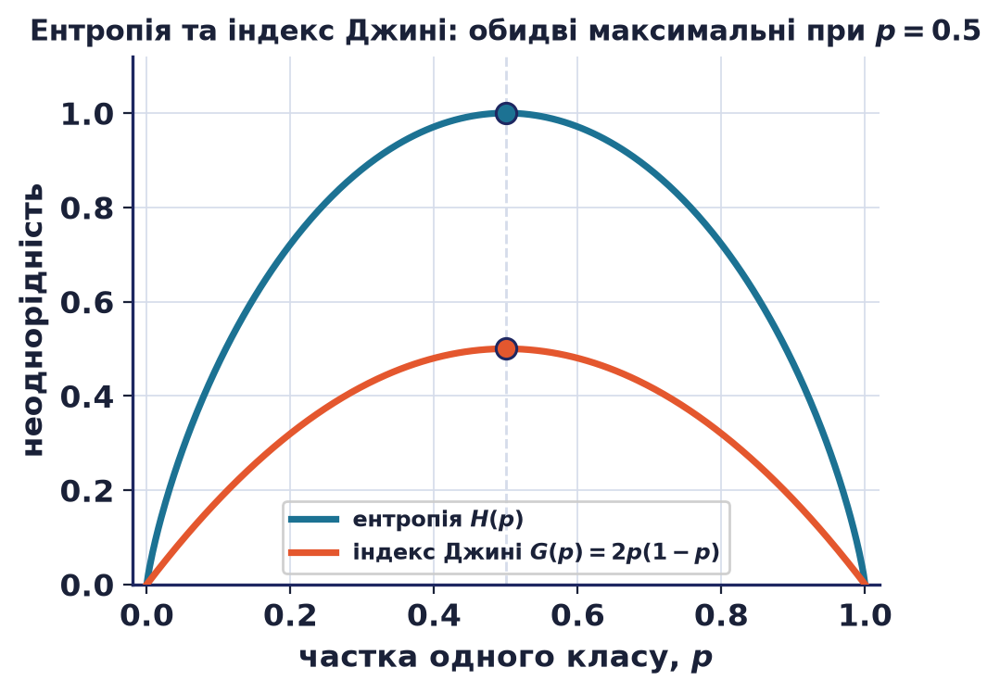 Ентропія та індекс Джині: обидві максимальні при p = 0.5
неоднорідність
1.0
0.8
0.6
0.4
0.2
0.0
ентропія H(p)
індекс Джині G(p) = 2p(1 − p)
0.0 0.2 0.4 0.6 0.8 1.0
частка одного класу, p